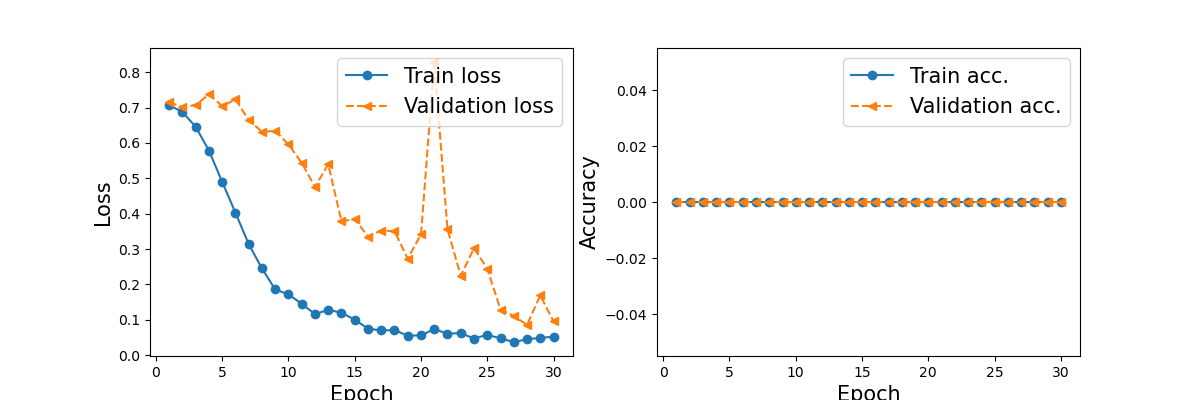 Train loss
Validation loss
0.8
0.7
0.6
0.5
0.4
0.3
0.2
0.1
0.0
Loss
0 5 10 15 20 25 30
Epoch
Train acc.
Validation acc.
0.04
0.02
0.00
−0.02
−0.04
Accuracy
0 5 10 15 20 25 30
Epoch